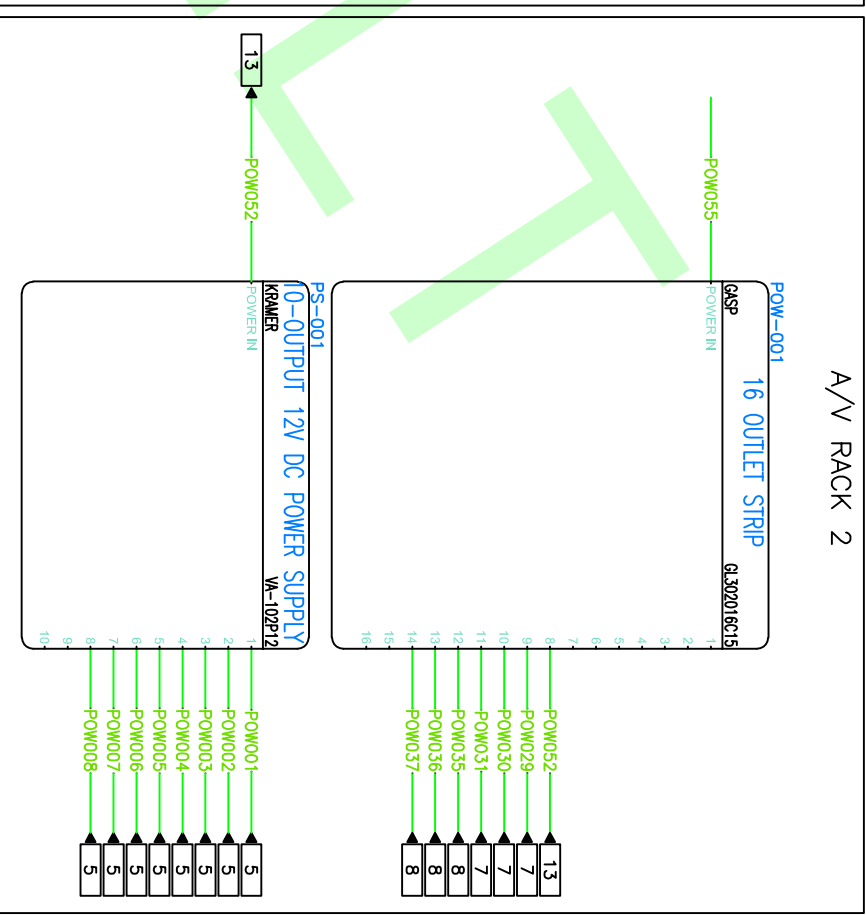 A/V RACK 2
POW-001
16 OUTLET STRIP
GASP GL302016C15
POW055 POWER IN 1
2
3
4
5
6
7
8 POW052 13
9 POW029 7
10 POW030 7
11 POW031 7
12 POW035 8
13 POW036 8
14 POW037 8
15
16
PS-001
10-OUTPUT 12V DC POWER SUPPLY
KRAMER VA-102P12
13 POW052 POWER IN 1 POW001 5
2 POW002 5
3 POW003 5
4 POW004 5
5 POW005 5
6 POW006 5
7 POW007 5
8 POW008 5
9
10